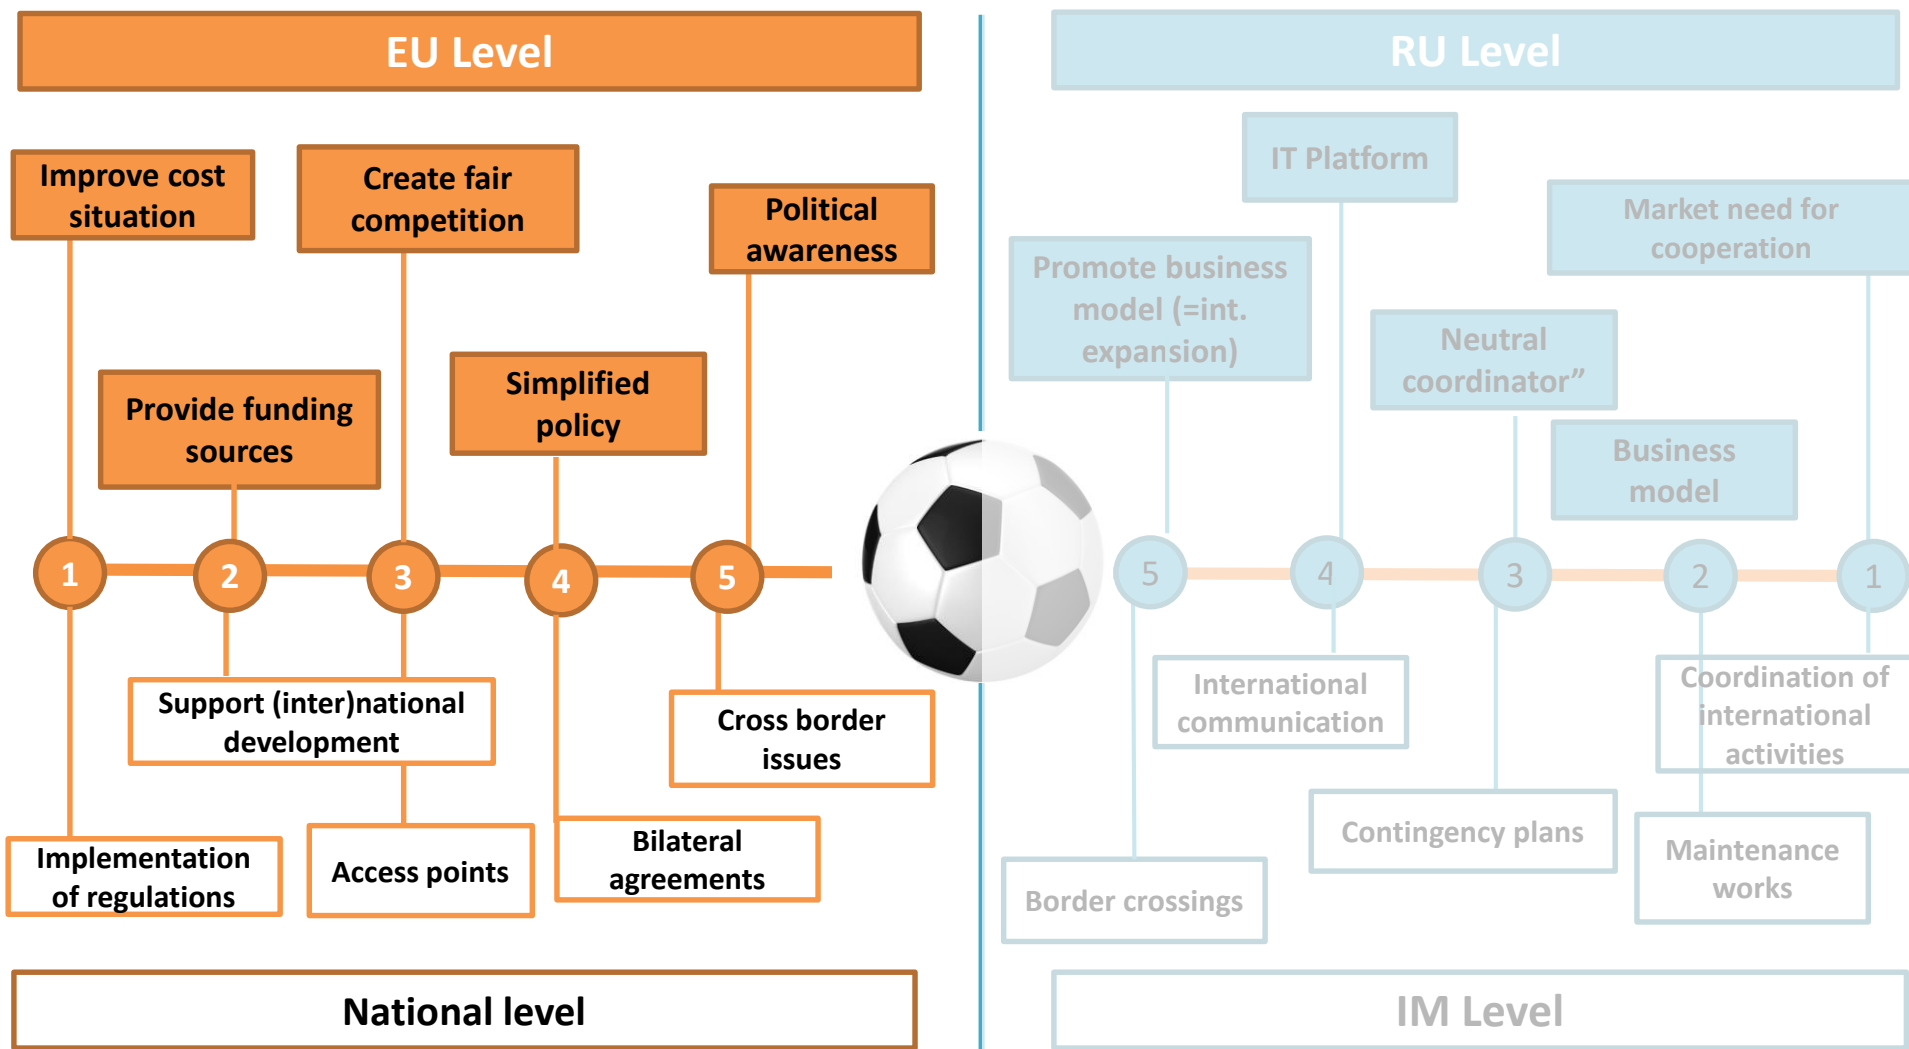 EU Level
Improve cost
situation
Create fair
competition
Political
awareness
Provide funding
sources
Simplified
policy
1
2
3
4
5
Support (inter)national
development
Cross border
issues
Implementation
of regulations
Access points
Bilateral
agreements
National level
RU Level
IT Platform
Market need for
cooperation
Promote business
model (=int.
expansion)
Neutral
coordinator”
Business
model
5
4
3
2
1
International
communication
Coordination of
international
activities
Contingency plans
Maintenance
works
Border crossings
IM Level